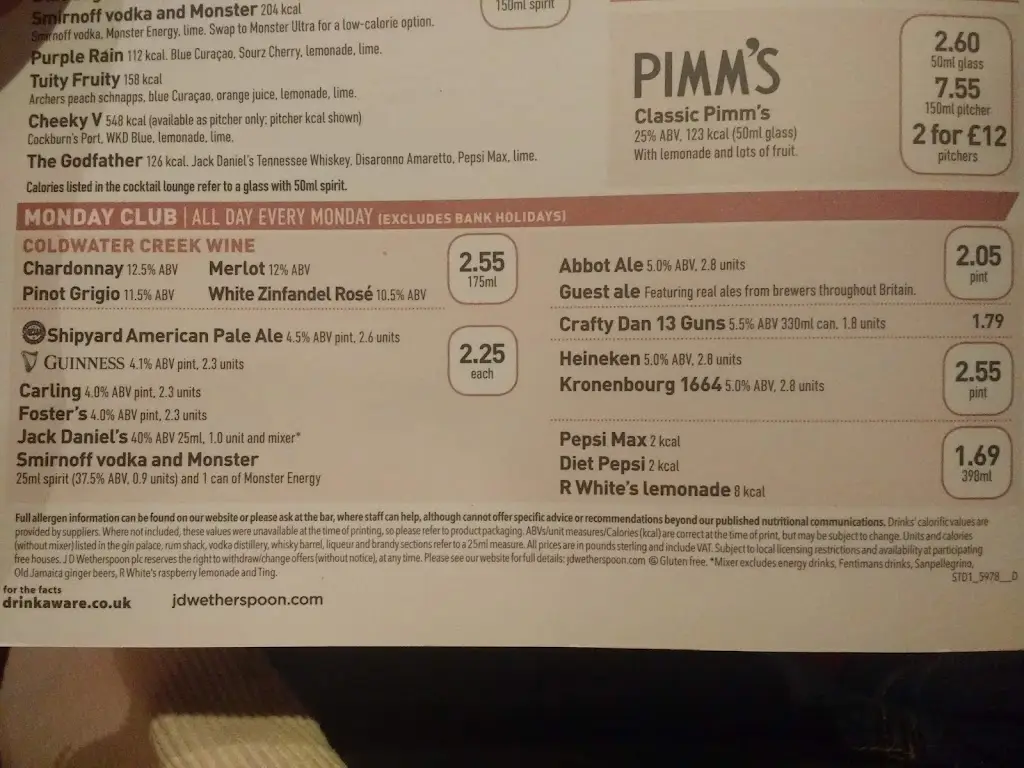 150ml spirit
Smirnoff vodka and Monster 204 kcal
Smirnoff vodka, Monster Energy, lime. Swap to Monster Ultra for a low-calorie option.
Purple Rain 112 kcal. Blue Curaçao, Sourz Cherry, lemonade, lime.
Tuity Fruity 158 kcal
Archers peach schnapps, blue Curaçao, orange juice, lemonade, lime.
Cheeky V 548 kcal (available as pitcher only; pitcher kcal shown)
Cockburn's Port, WKD Blue, lemonade, lime.
The Godfather 126 kcal. Jack Daniel's Tennessee Whiskey, Disaronno Amaretto, Pepsi Max, lime.
Calories listed in the cocktail lounge refer to a glass with 50ml spirit.
PIMM'S
Classic Pimm's
25% ABV, 123 kcal (50ml glass)
With lemonade and lots of fruit.
2.60
50ml glass
7.55
150ml pitcher
2 for £12
pitchers
MONDAY CLUB | ALL DAY EVERY MONDAY (EXCLUDES BANK HOLIDAYS)
COLDWATER CREEK WINE
Chardonnay 12.5% ABV Merlot 12% ABV
Pinot Grigio 11.5% ABV White Zinfandel Rosé 10.5% ABV
2.55
175ml
Shipyard American Pale Ale 4.5% ABV pint, 2.6 units
GUINNESS 4.1% ABV pint, 2.3 units
Carling 4.0% ABV pint, 2.3 units
Foster's 4.0% ABV pint, 2.3 units
Jack Daniel's 40% ABV 25ml, 1.0 unit and mixer*
Smirnoff vodka and Monster
25ml spirit (37.5% ABV, 0.9 units) and 1 can of Monster Energy
2.25
each
Abbot Ale 5.0% ABV, 2.8 units
Guest ale Featuring real ales from brewers throughout Britain.
2.05
pint
Crafty Dan 13 Guns 5.5% ABV 330ml can, 1.8 units 1.79
Heineken 5.0% ABV, 2.8 units
Kronenbourg 1664 5.0% ABV, 2.8 units
2.55
pint
Pepsi Max 2 kcal
Diet Pepsi 2 kcal
R White's lemonade 8 kcal
1.69
398ml
Full allergen information can be found on our website or please ask at the bar, where staff can help, although cannot offer specific advice or recommendations beyond our published nutritional communications. Drinks' calorific values are
provided by suppliers. Where not included, these values were unavailable at the time of printing, so please refer to product packaging. ABVs/unit measures/Calories (kcal) are correct at the time of print, but may be subject to change. Units and calories
(without mixer) listed in the gin palace, rum shack, vodka distillery, whisky barrel, liqueur and brandy sections refer to a 25ml measure. All prices are in pounds sterling and include VAT. Subject to local licensing restrictions and availability at participating
free houses. J D Wetherspoon plc reserves the right to withdraw/change offers (without notice), at any time. Please see our website for full details: jdwetherspoon.com Gluten free. *Mixer excludes energy drinks, Fentimans drinks, Sanpellegrino,
Old Jamaica ginger beers, R White's raspberry lemonade and Ting.
ST01_5978__D
for the facts
drinkaware.co.uk
jdwetherspoon.com